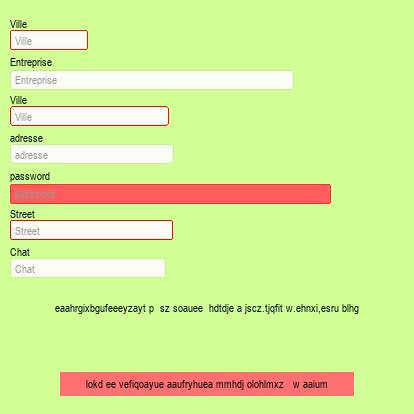 Ville
Ville
Entreprise
Entreprise
Ville
Ville
adresse
adresse
password
password
Street
Street
Chat
Chat
eaahrgixbgufeeeyzayt p sz soauee hdtdje a jscz.tjqfit w.ehnxi,esru blhg
lokd ee vefiqoayue aaufryhuea mmhdj olohlmxz w aaium